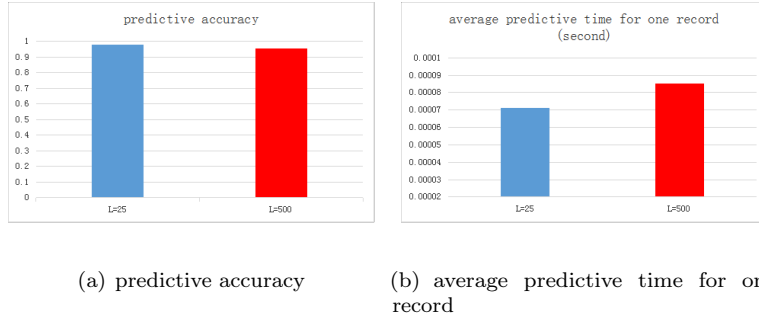 predictive accuracy
1
0.9
0.8
0.7
0.6
0.5
0.4
0.3
0.2
0.1
0
L=25 L=500
average predictive time for one record
(second)
0.0001
0.00009
0.00008
0.00007
0.00006
0.00005
0.00004
0.00003
0.00002
L=25 L=500
(a) predictive accuracy
(b) average predictive time for on
record